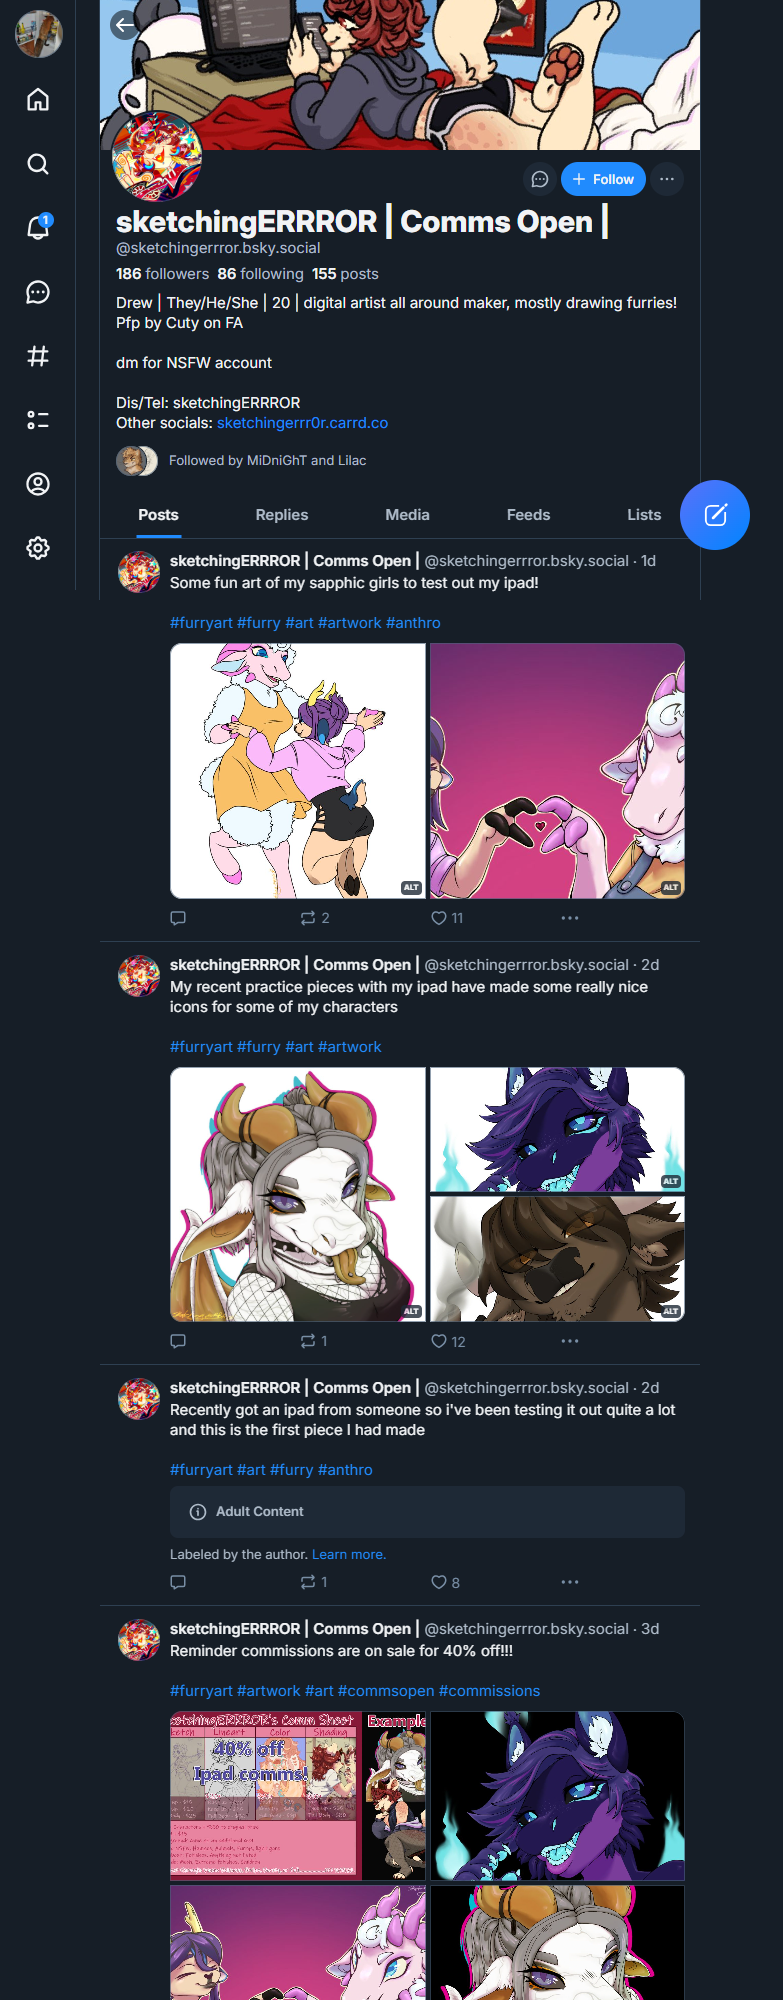 1
Follow
sketchingERRROR | Comms Open |
@sketchingerrror.bsky.social
186 followers 86 following 155 posts
Drew | They/He/She | 20 | digital artist all around maker, mostly drawing furries!
Pfp by Cuty on FA
dm for NSFW account
Dis/Tel: sketchingERRROR
Other socials: sketchingerrr0r.carrd.co
Followed by MiDniGhT and Lilac
Posts Replies Media Feeds Lists
sketchingERRROR | Comms Open | @sketchingerrror.bsky.social · 1d
Some fun art of my sapphic girls to test out my ipad!
#furryart #furry #art #artwork #anthro
ALT ALT
2 11
sketchingERRROR | Comms Open | @sketchingerrror.bsky.social · 2d
My recent practice pieces with my ipad have made some really nice
icons for some of my characters
#furryart #furry #art #artwork
ALT
ALT ALT
1 12
sketchingERRROR | Comms Open | @sketchingerrror.bsky.social · 2d
Recently got an ipad from someone so i've been testing it out quite a lot
and this is the first piece I had made
#furryart #art #furry #anthro
Adult Content
Labeled by the author. Learn more.
1 8
sketchingERRROR | Comms Open | @sketchingerrror.bsky.social · 3d
Reminder commissions are on sale for 40% off!!!
#furryart #artwork #art #commsopen #commissions
ketchingERRROR's Comm Sheet Example
ketch Lineart Color Shading
40% off
Ipad comms!